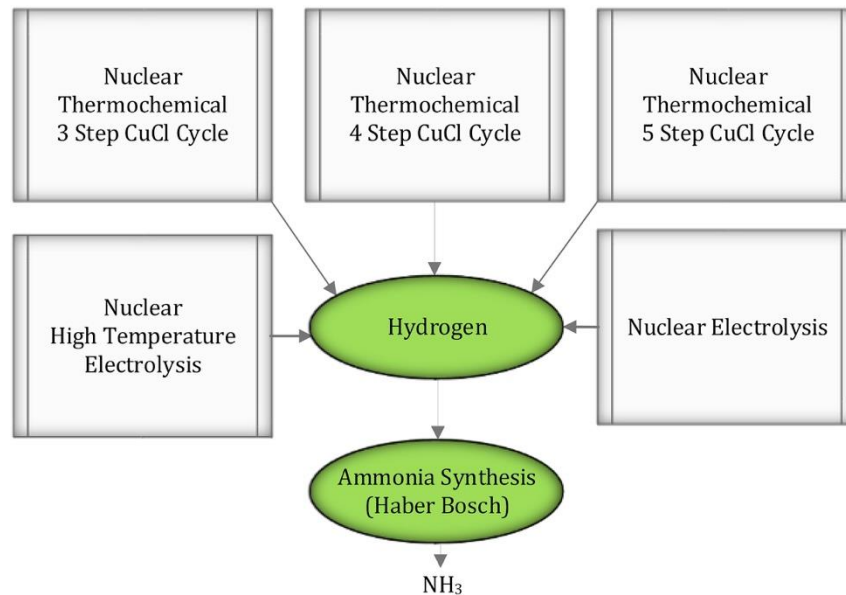 Nuclear
Thermochemical
3 Step CuCl Cycle
Nuclear
Thermochemical
4 Step CuCl Cycle
Nuclear
Thermochemical
5 Step CuCl Cycle
Nuclear
High Temperature
Electrolysis
Hydrogen
Nuclear Electrolysis
Ammonia Synthesis
(Haber Bosch)
NH₃